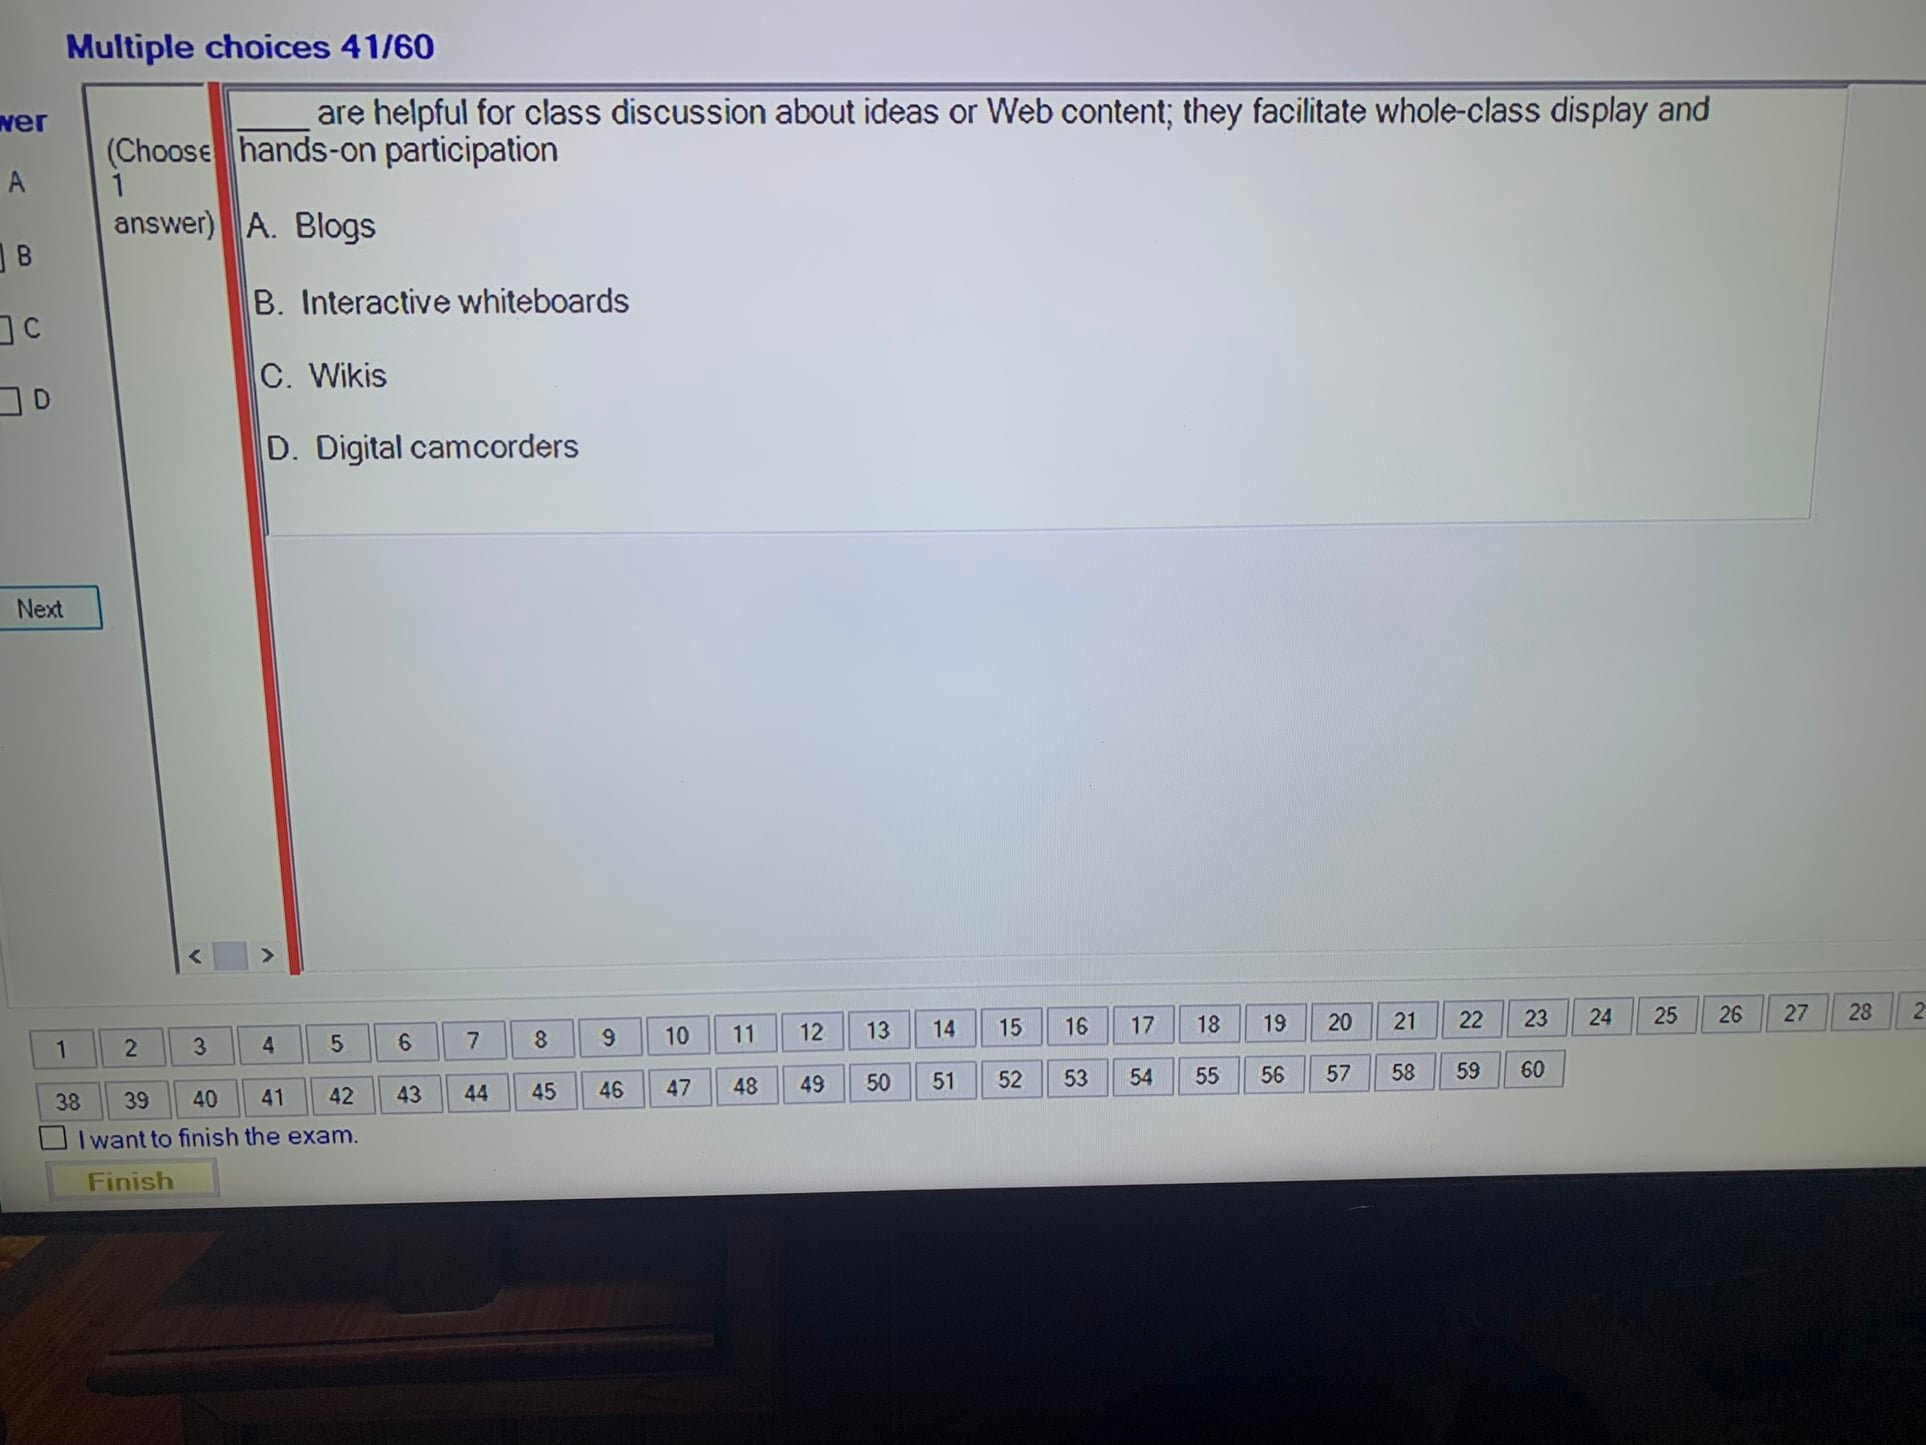 Multiple choices 41/60
(Choose
1
answer)
_____ are helpful for class discussion about ideas or Web content; they facilitate whole-class display and
hands-on participation
A. Blogs
B. Interactive whiteboards
C. Wikis
D. Digital camcorders
A
B
C
D
Next
< >
1 2 3 4 5 6 7 8 9 10 11 12 13 14 15 16 17 18 19 20 21 22 23 24 25 26 27 28
38 39 40 41 42 43 44 45 46 47 48 49 50 51 52 53 54 55 56 57 58 59 60
I want to finish the exam.
Finish